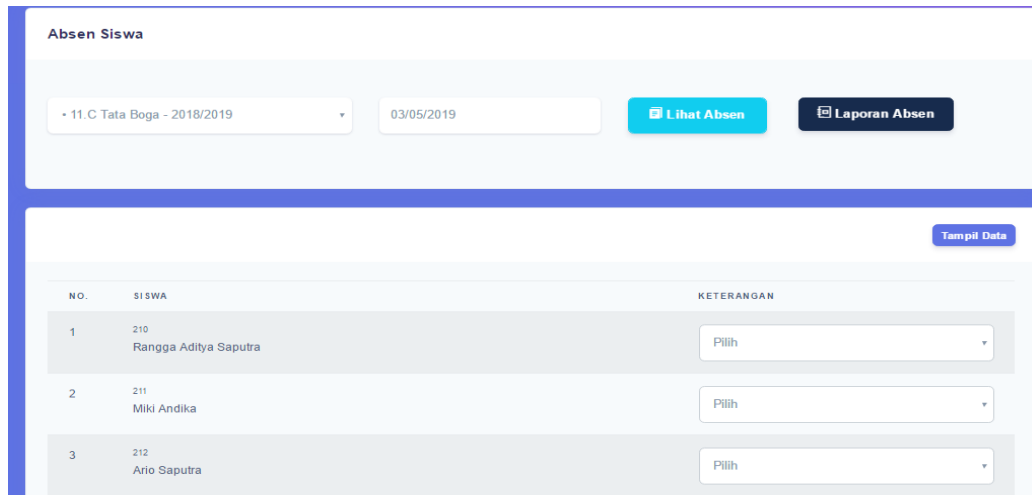 Absen Siswa
• 11.C Tata Boga - 2018/2019
03/05/2019
Lihat Absen
Laporan Absen
Tampil Data
NO. SISWA KETERANGAN
1 210 Pilih
Rangga Aditya Saputra
2 211 Pilih
Miki Andika
3 212 Pilih
Ario Saputra